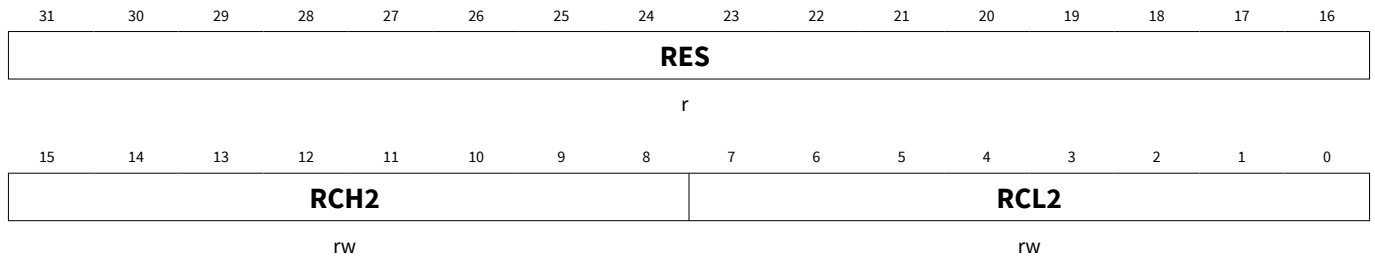 31 30 29 28 27 26 25 24 23 22 21 20 19 18 17 16
RES
r
15 14 13 12 11 10 9 8 7 6 5 4 3 2 1 0
RCH2 RCL2
rw rw